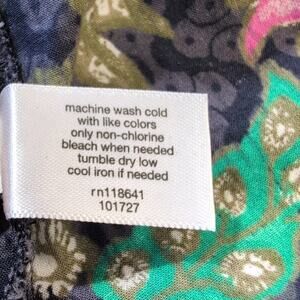 machine wash cold
with like colors
only non-chlorine
bleach when needed
tumble dry low
cool iron if needed
rn118641
101727